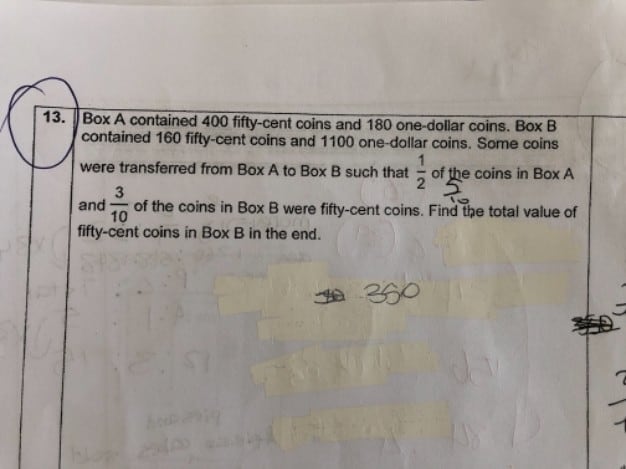 13. Box A contained 400 fifty-cent coins and 180 one-dollar coins. Box B
contained 160 fifty-cent coins and 1100 one-dollar coins. Some coins
were transferred from Box A to Box B such that 1/2 of the coins in Box A
5/10
and 3/10 of the coins in Box B were fifty-cent coins. Find the total value of
fifty-cent coins in Box B in the end.
350